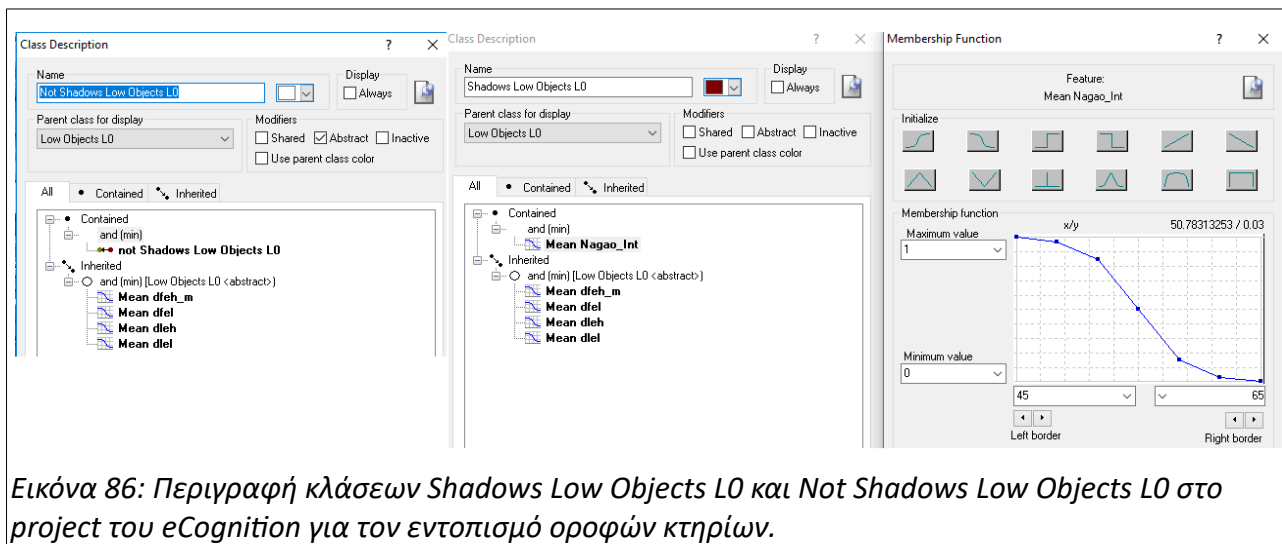 Class Description
?
Name
Not Shadows Low Objects L0
Display
Always
Parent class for display
Low Objects L0
Modifiers
Shared Abstract Inactive
Use parent class color
All Contained Inherited
Contained
and (min)
not Shadows Low Objects L0
Inherited
and (min) [Low Objects L0 <abstract>]
Mean dfeh_m
Mean dfel
Mean dleh
Mean dlel
Class Description
?
Name
Shadows Low Objects L0
Display
Always
Parent class for display
Low Objects L0
Modifiers
Shared Abstract Inactive
Use parent class color
All Contained Inherited
Contained
and (min)
Mean Nagao_Int
Inherited
and (min) [Low Objects L0 <abstract>]
Mean dfeh_m
Mean dfel
Mean dleh
Mean dlel
Membership Function
?
Feature:
Mean Nagao_Int
Initialize
Membership function
Maximum value
1
x/y
50.78313253 / 0.03
Minimum value
0
45
65
Left border
Right border
Εικόνα 86: Περιγραφή κλάσεων Shadows Low Objects L0 και Not Shadows Low Objects L0 στο
project του eCognition για τον εντοπισμό οροφών κτηρίων.